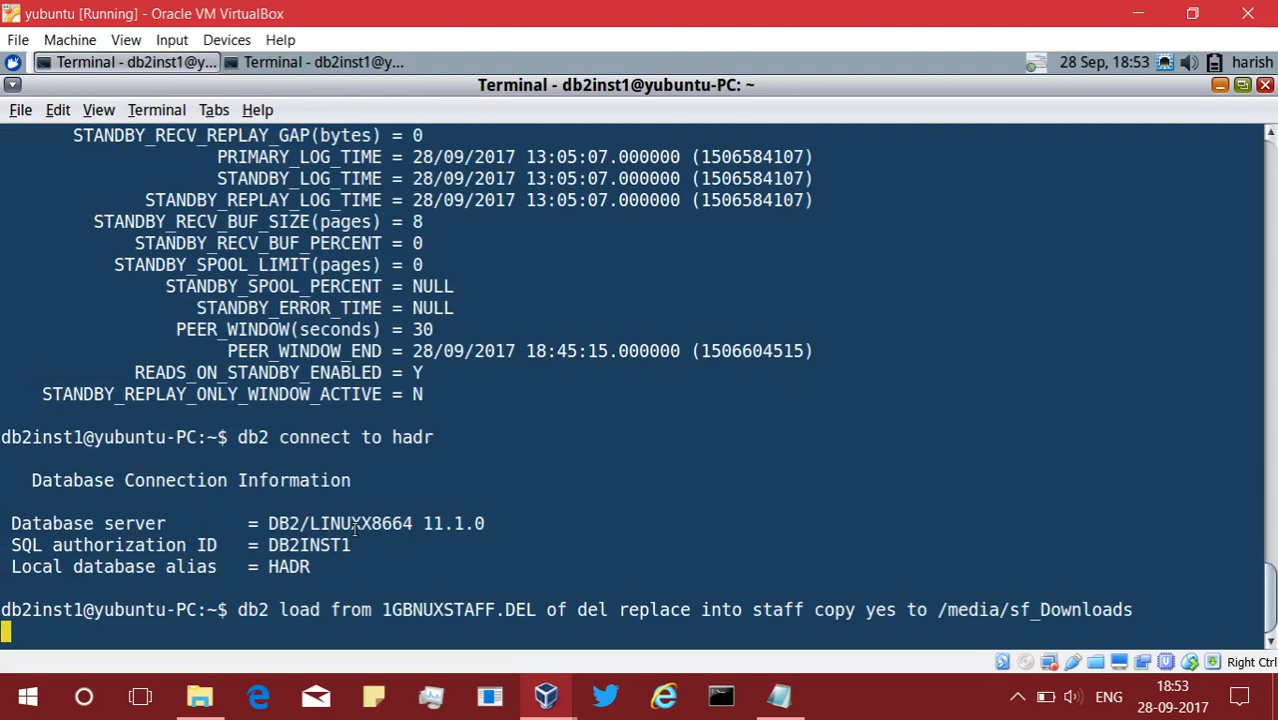 yubuntu [Running] - Oracle VM VirtualBox
File Machine View Input Devices Help
Terminal - db2inst1@y... Terminal - db2inst1@y... 28 Sep, 18:53 harish
Terminal - db2inst1@yubuntu-PC: ~
File Edit View Terminal Tabs Help
STANDBY_RECV_REPLAY_GAP(bytes) = 0
PRIMARY_LOG_TIME = 28/09/2017 13:05:07.000000 (1506584107)
STANDBY_LOG_TIME = 28/09/2017 13:05:07.000000 (1506584107)
STANDBY_REPLAY_LOG_TIME = 28/09/2017 13:05:07.000000 (1506584107)
STANDBY_RECV_BUF_SIZE(pages) = 8
STANDBY_RECV_BUF_PERCENT = 0
STANDBY_SPOOL_LIMIT(pages) = 0
STANDBY_SPOOL_PERCENT = NULL
STANDBY_ERROR_TIME = NULL
PEER_WINDOW(seconds) = 30
PEER_WINDOW_END = 28/09/2017 18:45:15.000000 (1506604515)
READS_ON_STANDBY_ENABLED = Y
STANDBY_REPLAY_ONLY_WINDOW_ACTIVE = N
db2inst1@yubuntu-PC:~$ db2 connect to hadr
Database Connection Information
Database server = DB2/LINUXX8664 11.1.0
SQL authorization ID = DB2INST1
Local database alias = HADR
db2inst1@yubuntu-PC:~$ db2 load from 1GBNUXSTAFF.DEL of del replace into staff copy yes to /media/sf_Downloads
Right Ctrl
ENG
18:53
28-09-2017